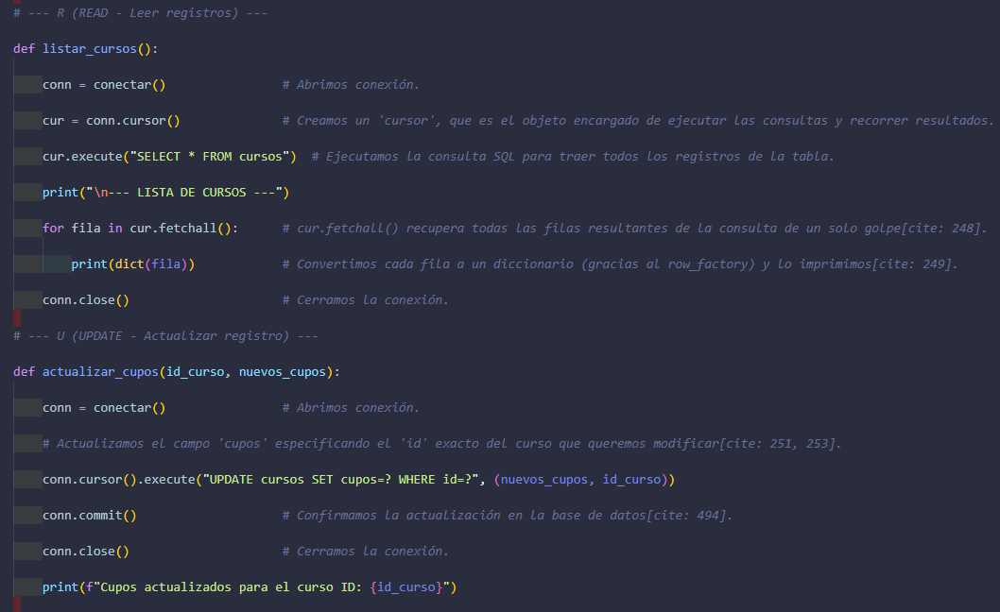 # --- R (READ - Leer registros) ---
def listar_cursos():
conn = conectar() # Abrimos conexión.
cur = conn.cursor() # Creamos un 'cursor', que es el objeto encargado de ejecutar las consultas y recorrer resultados.
cur.execute("SELECT * FROM cursos") # Ejecutamos la consulta SQL para traer todos los registros de la tabla.
print("\n--- LISTA DE CURSOS ---")
for fila in cur.fetchall(): # cur.fetchall() recupera todas las filas resultantes de la consulta de un solo golpe[cite: 248].
print(dict(fila)) # Convertimos cada fila a un diccionario (gracias al row_factory) y lo imprimimos[cite: 249].
conn.close() # Cerramos la conexión.
# --- U (UPDATE - Actualizar registro) ---
def actualizar_cupos(id_curso, nuevos_cupos):
conn = conectar() # Abrimos conexión.
# Actualizamos el campo 'cupos' especificando el 'id' exacto del curso que queremos modificar[cite: 251, 253].
conn.cursor().execute("UPDATE cursos SET cupos=? WHERE id=?", (nuevos_cupos, id_curso))
conn.commit() # Confirmamos la actualización en la base de datos[cite: 494].
conn.close() # Cerramos la conexión.
print(f"Cupos actualizados para el curso ID: {id_curso}")